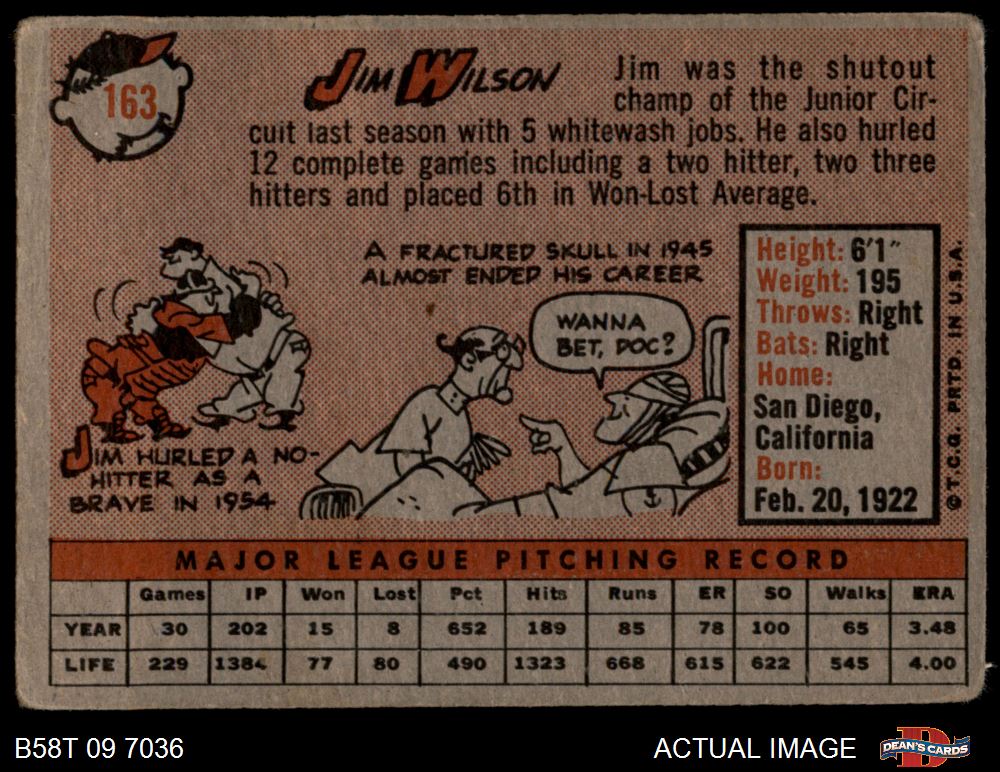 163
JIM WILSON
Jim was the shutout
champ of the Junior Cir-
cuit last season with 5 whitewash jobs. He also hurled
12 complete games including a two hitter, two three
hitters and placed 6th in Won-Lost Average.
A FRACTURED SKULL IN 1945
ALMOST ENDED HIS CAREER
WANNA
BET, DOC?
JIM HURLED A NO-
HITTER AS A
BRAVE IN 1954
Height: 6'1"
Weight: 195
Throws: Right
Bats: Right
Home:
San Diego,
California
Born:
Feb. 20, 1922
© T.C.G. PRTD. IN U.S.A.
MAJOR LEAGUE PITCHING RECORD
Games IP Won Lost Pct Hits Runs ER SO Walks ERA
YEAR 30 202 15 8 652 189 85 78 100 65 3.48
LIFE 229 1384 77 80 490 1323 668 615 622 545 4.00
B58T 09 7036
ACTUAL IMAGE
D
DEAN'S CARDS